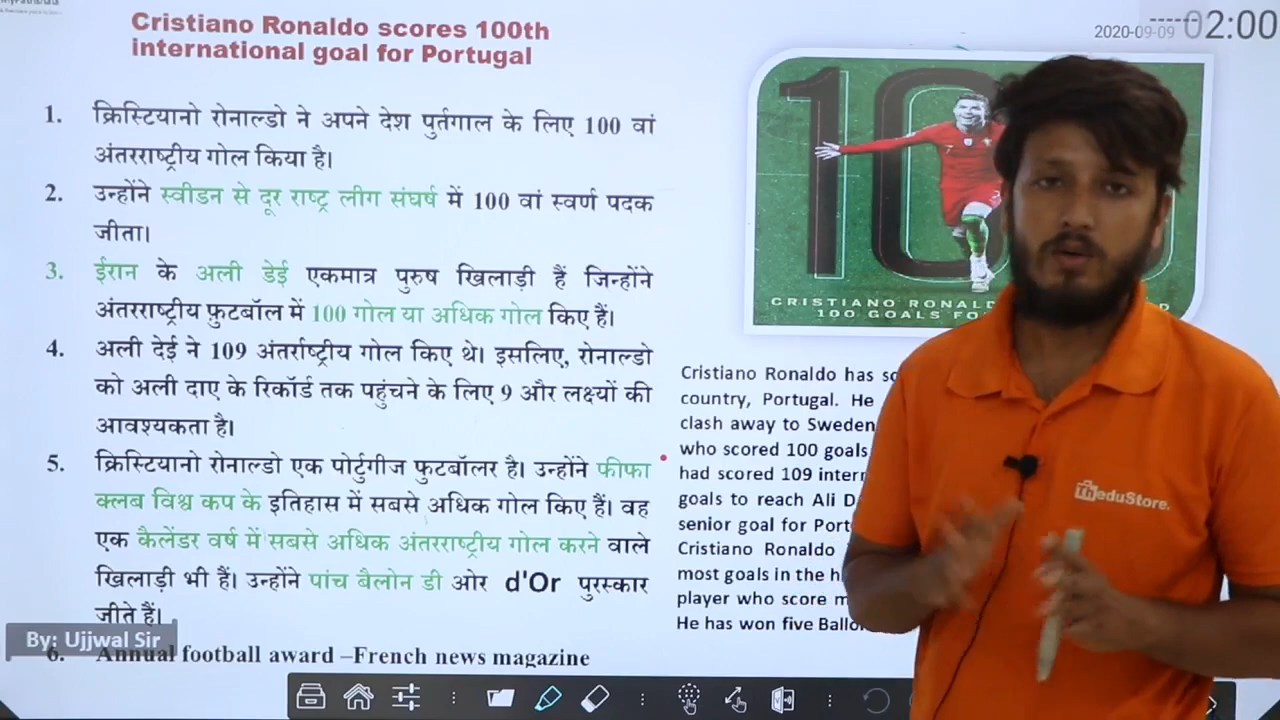 Cristiano Ronaldo scores 100th
international goal for Portugal
2020-09-09
02:00
1. क्रिस्टियानो रोनाल्डो ने अपने देश पुर्तगाल के लिए 100 वां
अंतरराष्ट्रीय गोल किया है।
2. उन्होंने स्वीडन से दूर राष्ट्र लीग संघर्ष में 100 वां स्वर्ण पदक
जीता।
3. ईरान के अली डेई एकमात्र पुरुष खिलाड़ी हैं जिन्होंने
अंतरराष्ट्रीय फ़ुटबॉल में 100 गोल या अधिक गोल किए हैं।
4. अली देई ने 109 अंतर्राष्ट्रीय गोल किए थे। इसलिए, रोनाल्डो
को अली दाए के रिकॉर्ड तक पहुंचने के लिए 9 और लक्ष्यों की
आवश्यकता है।
5. क्रिस्टियानो रोनाल्डो एक पोर्टुगीज फुटबॉलर है। उन्होंने फीफा
क्लब विश्व कप के इतिहास में सबसे अधिक गोल किए हैं। वह
एक कैलेंडर वर्ष में सबसे अधिक अंतरराष्ट्रीय गोल करने वाले
खिलाड़ी भी हैं। उन्होंने पांच बैलोन डी ओर d'Or पुरस्कार
जीते हैं।
6. Annual football award –French news magazine
By: Ujjwal Sir
10
CRISTIANO RONALD
100 GOALS FO
Cristiano Ronaldo has sc
country, Portugal. He
clash away to Sweden
who scored 100 goals
had scored 109 inter
goals to reach Ali D
senior goal for Port
Cristiano Ronaldo
most goals in the h
player who score m
He has won five Ballo
TheduStore.